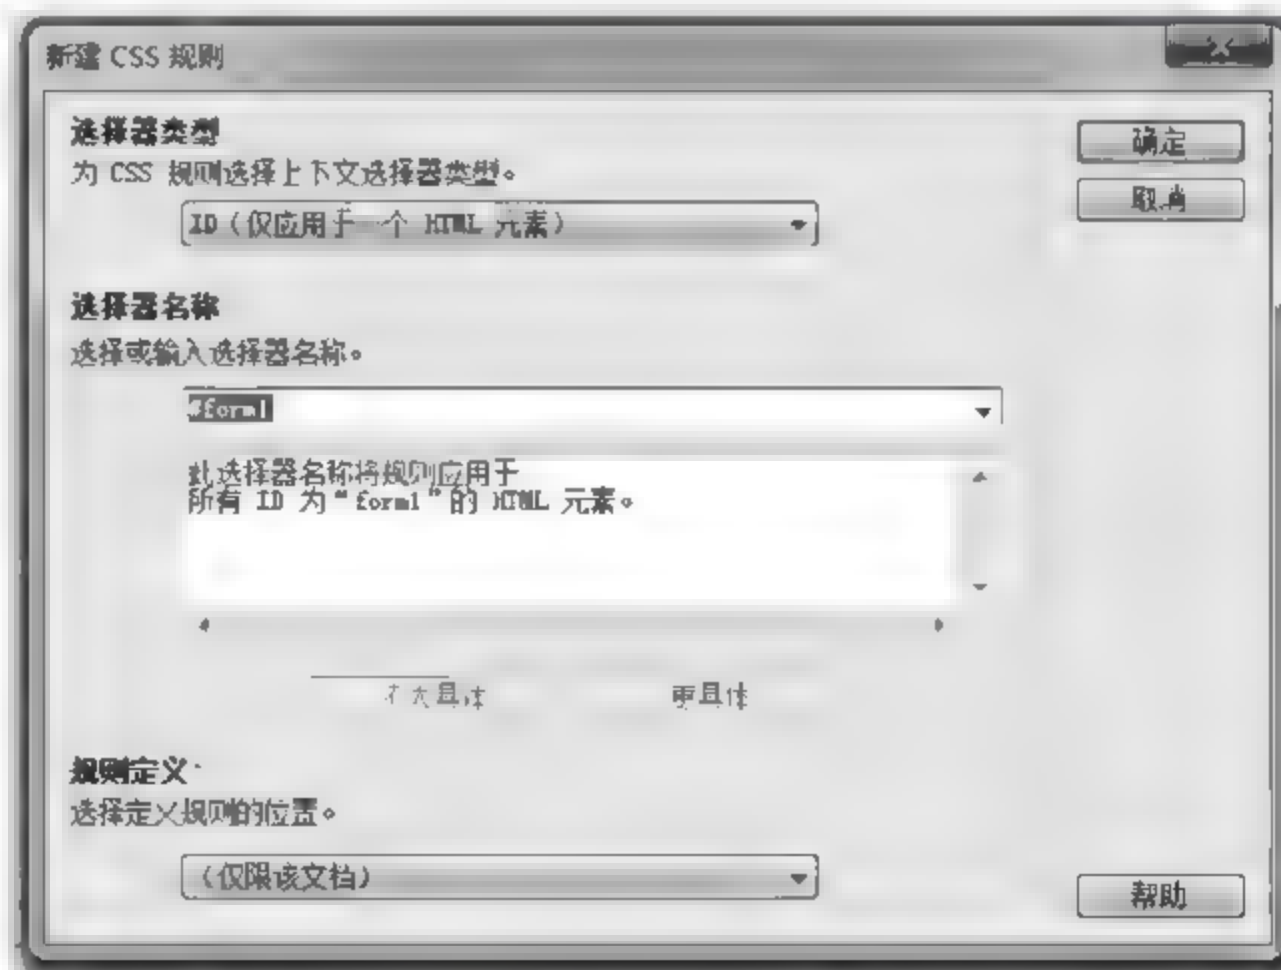 新建 CSS 规则
选择器类型
为 CSS 规则选择上下文选择器类型。
确定
ID（仅应用于一个 HTML 元素）
取消
选择器名称
选择或输入选择器名称。
#form1
此选择器名称将规则应用于
所有 ID 为“form1”的 HTML 元素。
不太具体
更具体
规则定义：
选择定义规则的位置。
（仅限该文档）
帮助